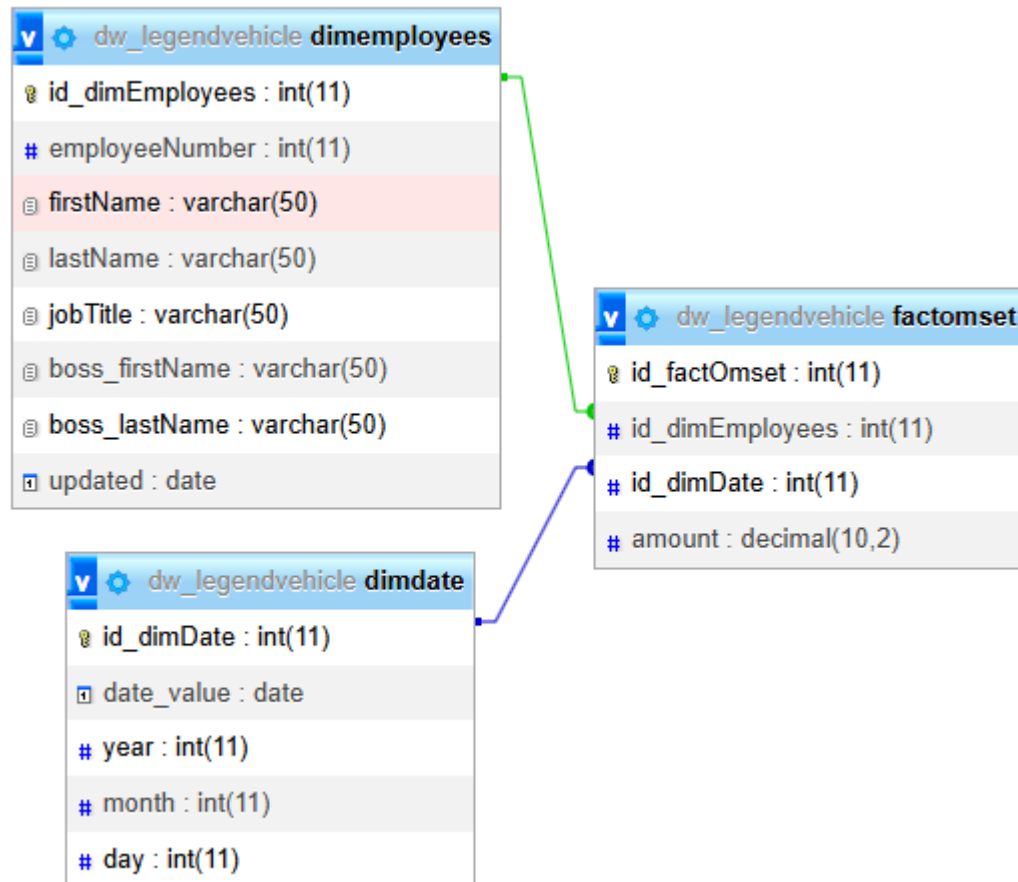 v dw_legendvehicle dimemployees
id_dimEmployees : int(11)
# employeeNumber : int(11)
firstName : varchar(50)
lastName : varchar(50)
jobTitle : varchar(50)
boss_firstName : varchar(50)
boss_lastName : varchar(50)
updated : date
v dw_legendvehicle factomset
id_factOmset : int(11)
# id_dimEmployees : int(11)
# id_dimDate : int(11)
# amount : decimal(10,2)
v dw_legendvehicle dimdate
id_dimDate : int(11)
date_value : date
# year : int(11)
# month : int(11)
# day : int(11)